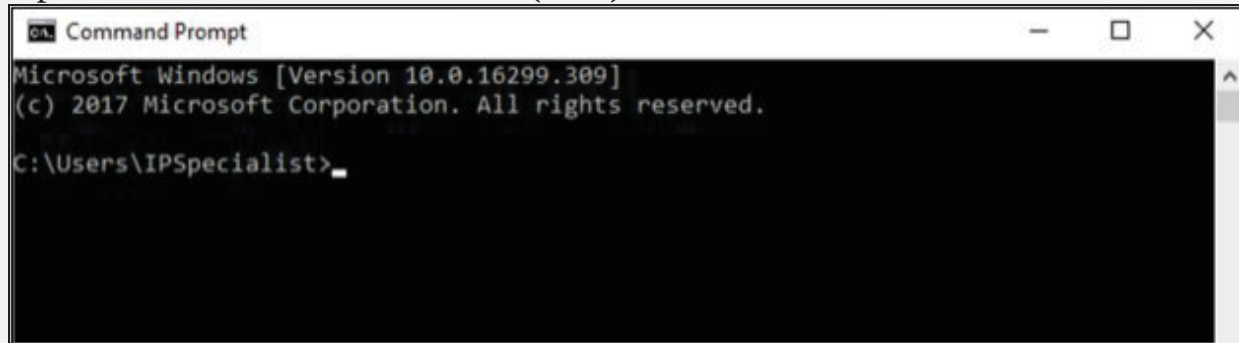 Command Prompt
Microsoft Windows [Version 10.0.16299.309]
(c) 2017 Microsoft Corporation. All rights reserved.
C:\Users\IPSpecialist>